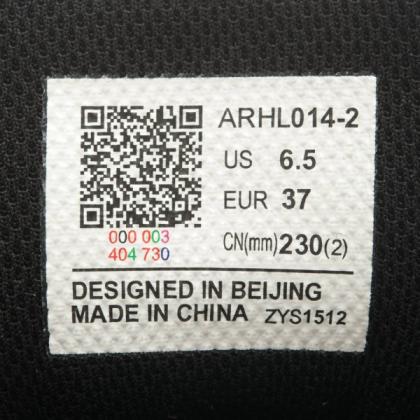 ARHL014-2
US 6.5
EUR 37
CN(mm)230(2)
000 003
404 730
DESIGNED IN BEIJING
MADE IN CHINA ZYS1512